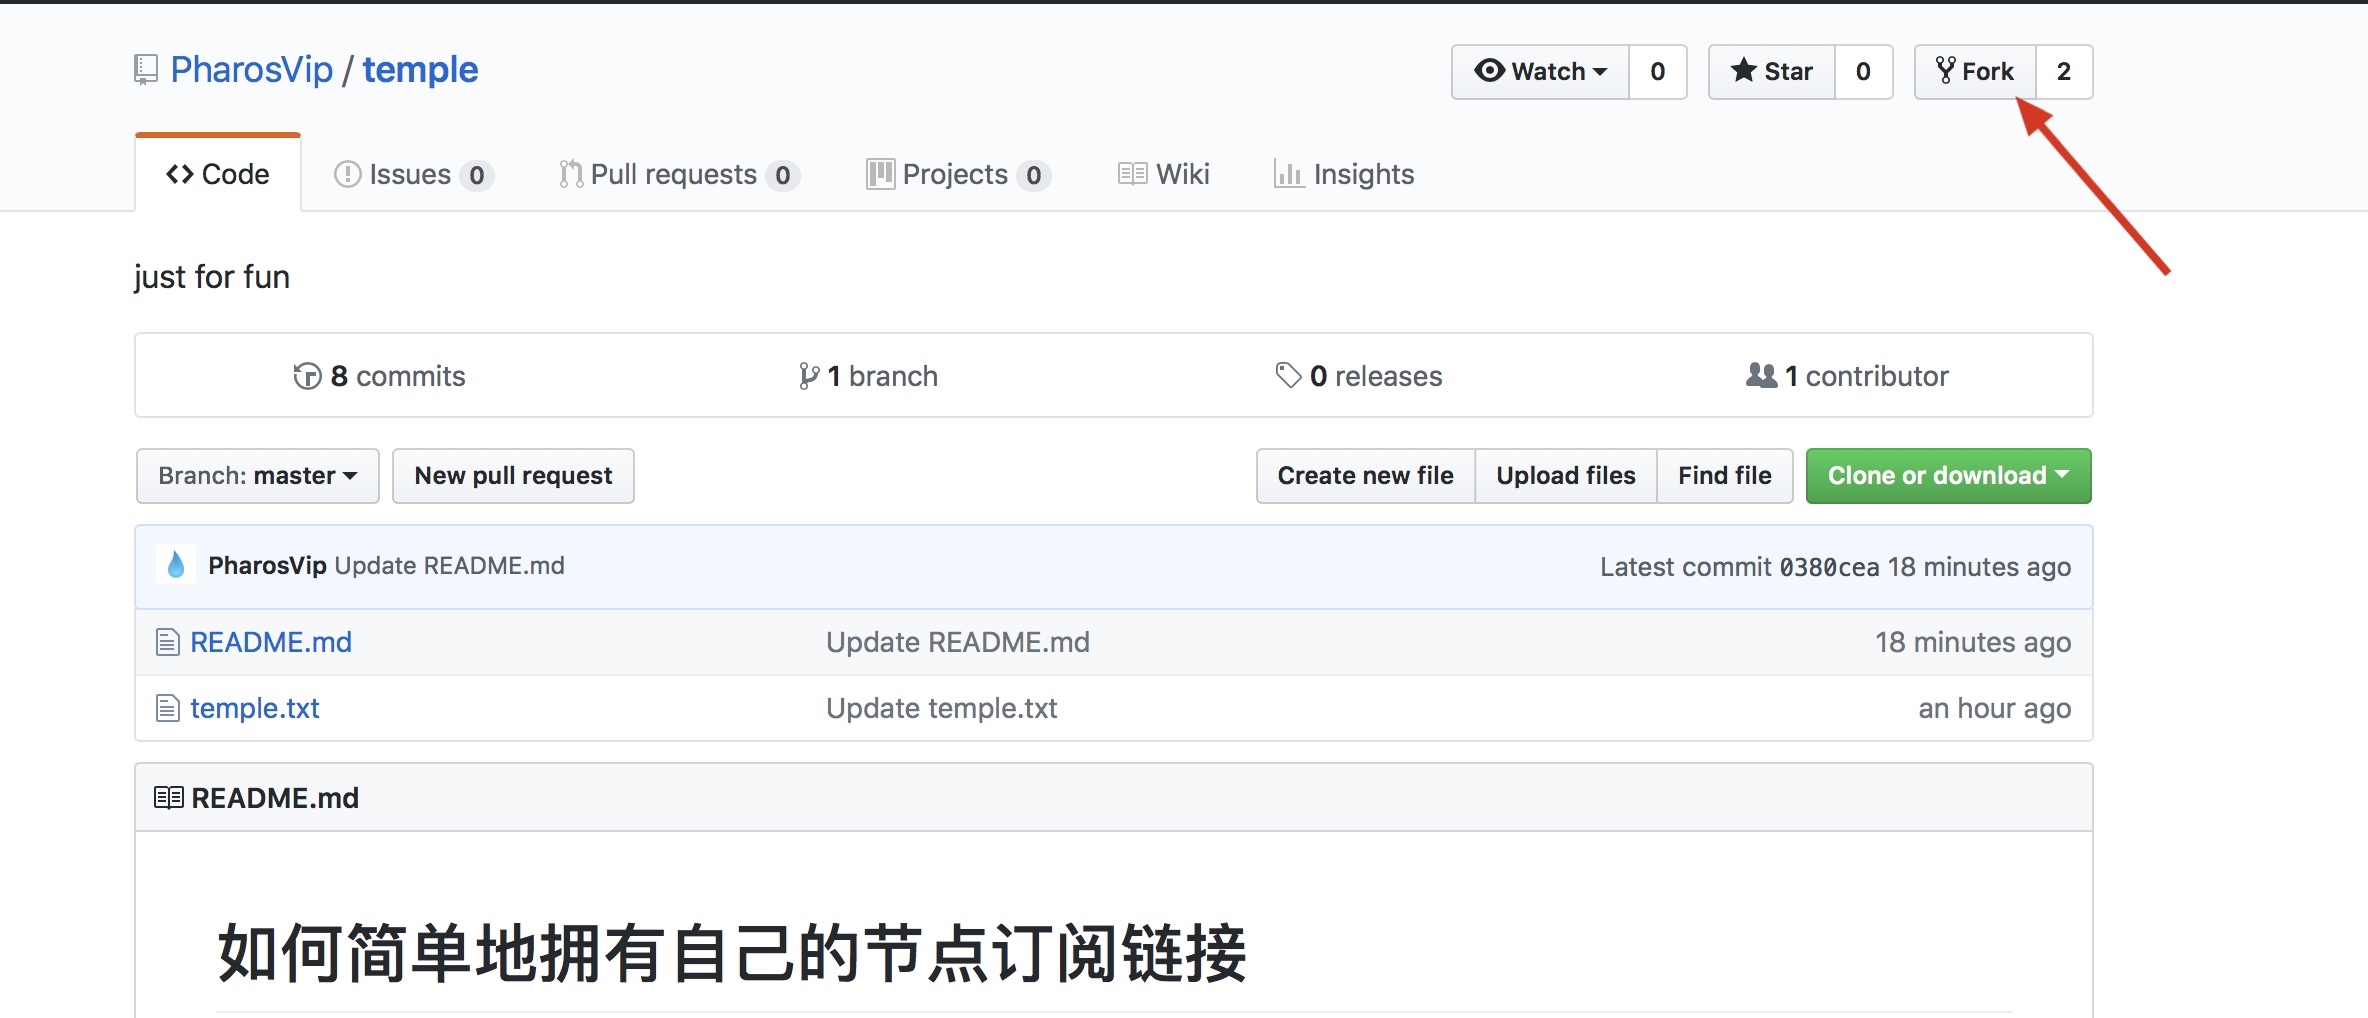 PharosVip / temple
Watch 0 Star 0 Fork 2
Code Issues 0 Pull requests 0 Projects 0 Wiki Insights
just for fun
8 commits 1 branch 0 releases 1 contributor
Branch: master New pull request Create new file Upload files Find file Clone or download
PharosVip Update README.md Latest commit 0380cea 18 minutes ago
README.md Update README.md 18 minutes ago
temple.txt Update temple.txt an hour ago
README.md
如何简单地拥有自己的节点订阅链接